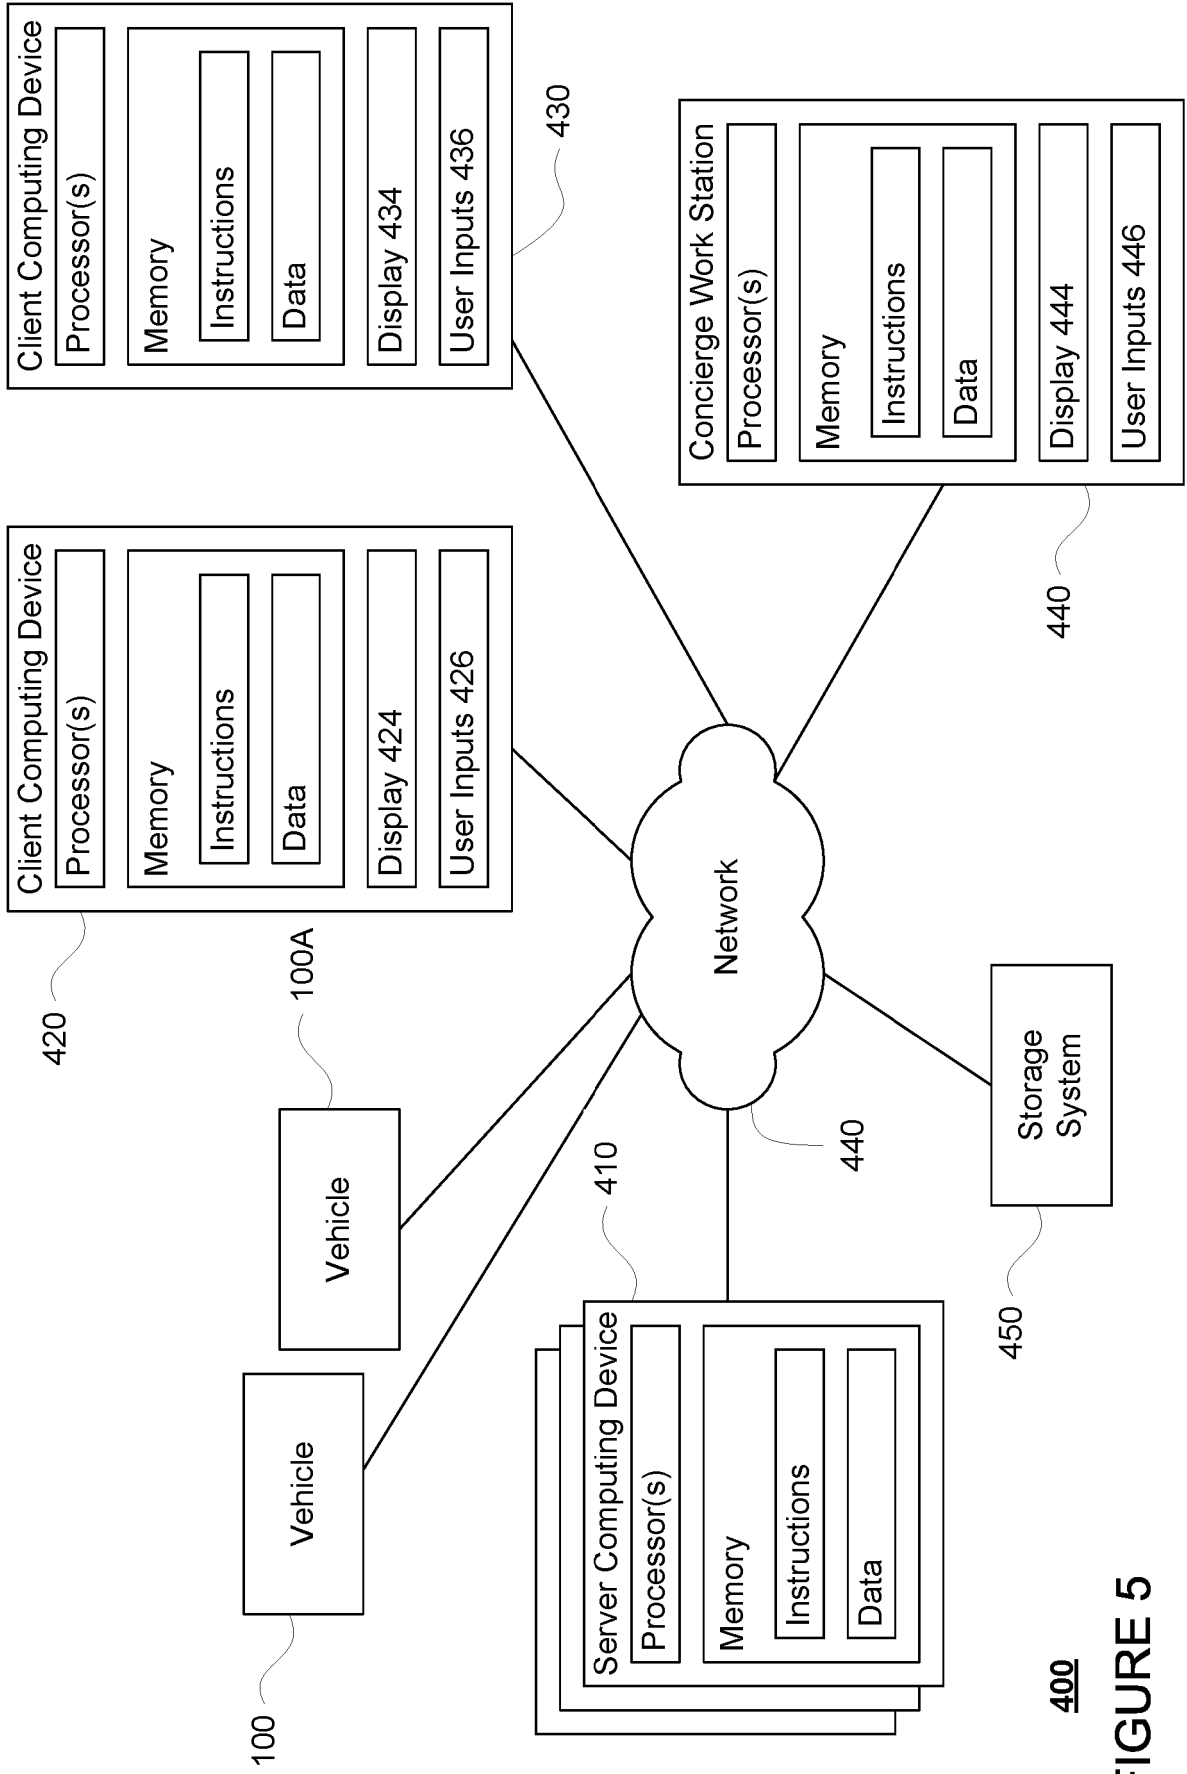 100
Vehicle
Vehicle
100A
420
Client Computing Device
Processor(s)
Memory
Instructions
Data
Display 424
User Inputs 426
Client Computing Device
Processor(s)
Memory
Instructions
Data
Display 434
User Inputs 436
430
Server Computing Device
Processor(s)
Memory
Instructions
Data
410
Network
440
Storage
System
450
Concierge Work Station
Processor(s)
Memory
Instructions
Data
Display 444
User Inputs 446
440
400
FIGURE 5